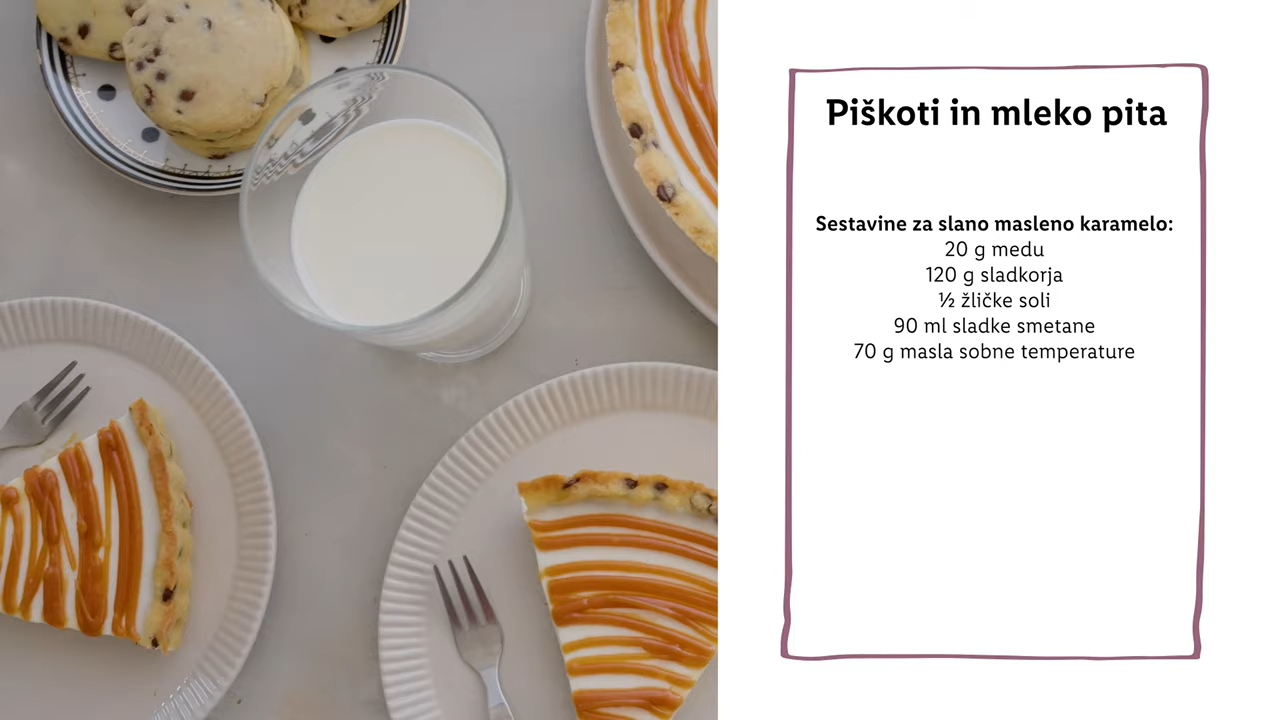 Piškoti in mleko pita
Sestavine za slano masleno karamelo:
20 g medu
120 g sladkorja
½ žličke soli
90 ml sladke smetane
70 g masla sobne temperature